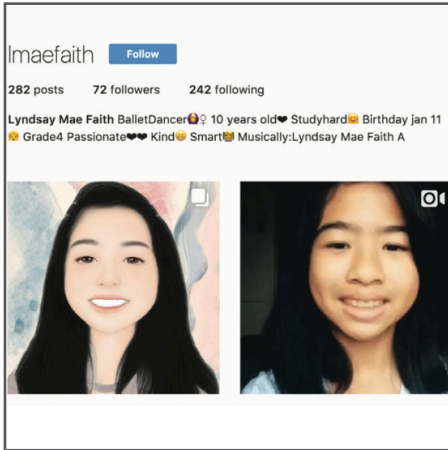 lmaefaith Follow
282 posts 72 followers 242 following
Lyndsay Mae Faith BalletDancer🙆♀ 10 years old❤ Studyhard🤗 Birthday jan 11
😚 Grade4 Passionate❤❤ Kind😊 Smart😹 Musically:Lyndsay Mae Faith A